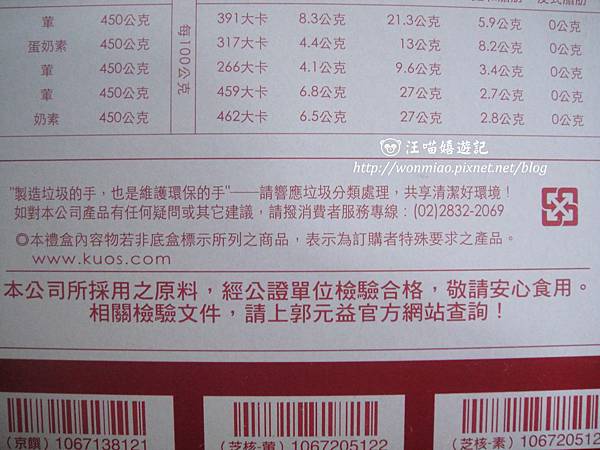 葷 450公克 391大卡 8.3公克 21.3公克 5.9公克 0公克
蛋奶素 450公克 317大卡 4.4公克 13公克 8.2公克 0公克
葷 450公克 266大卡 4.1公克 9.6公克 3.4公克 0公克
葷 450公克 459大卡 6.8公克 27公克 2.7公克 0公克
奶素 450公克 462大卡 6.5公克 27公克 2.8公克 0公克
每100公克
汪喵嬉遊記
http://wonmiao.pixnet.net/blog
"製造垃圾的手，也是維護環保的手"——請響應垃圾分類處理，共享清潔好環境！
如對本公司產品有任何疑問或其它建議，請撥消費者服務專線：(02)2832-2069
◎本禮盒內容物若非底盒標示所列之商品，表示為訂購者特殊要求之產品。
www.kuos.com
本公司所採用之原料，經公證單位檢驗合格，敬請安心食用。
相關檢驗文件，請上郭元益官方網站查詢！
（京饌）1067138121
（芝核-葷）1067205122
（芝核-素）106720512